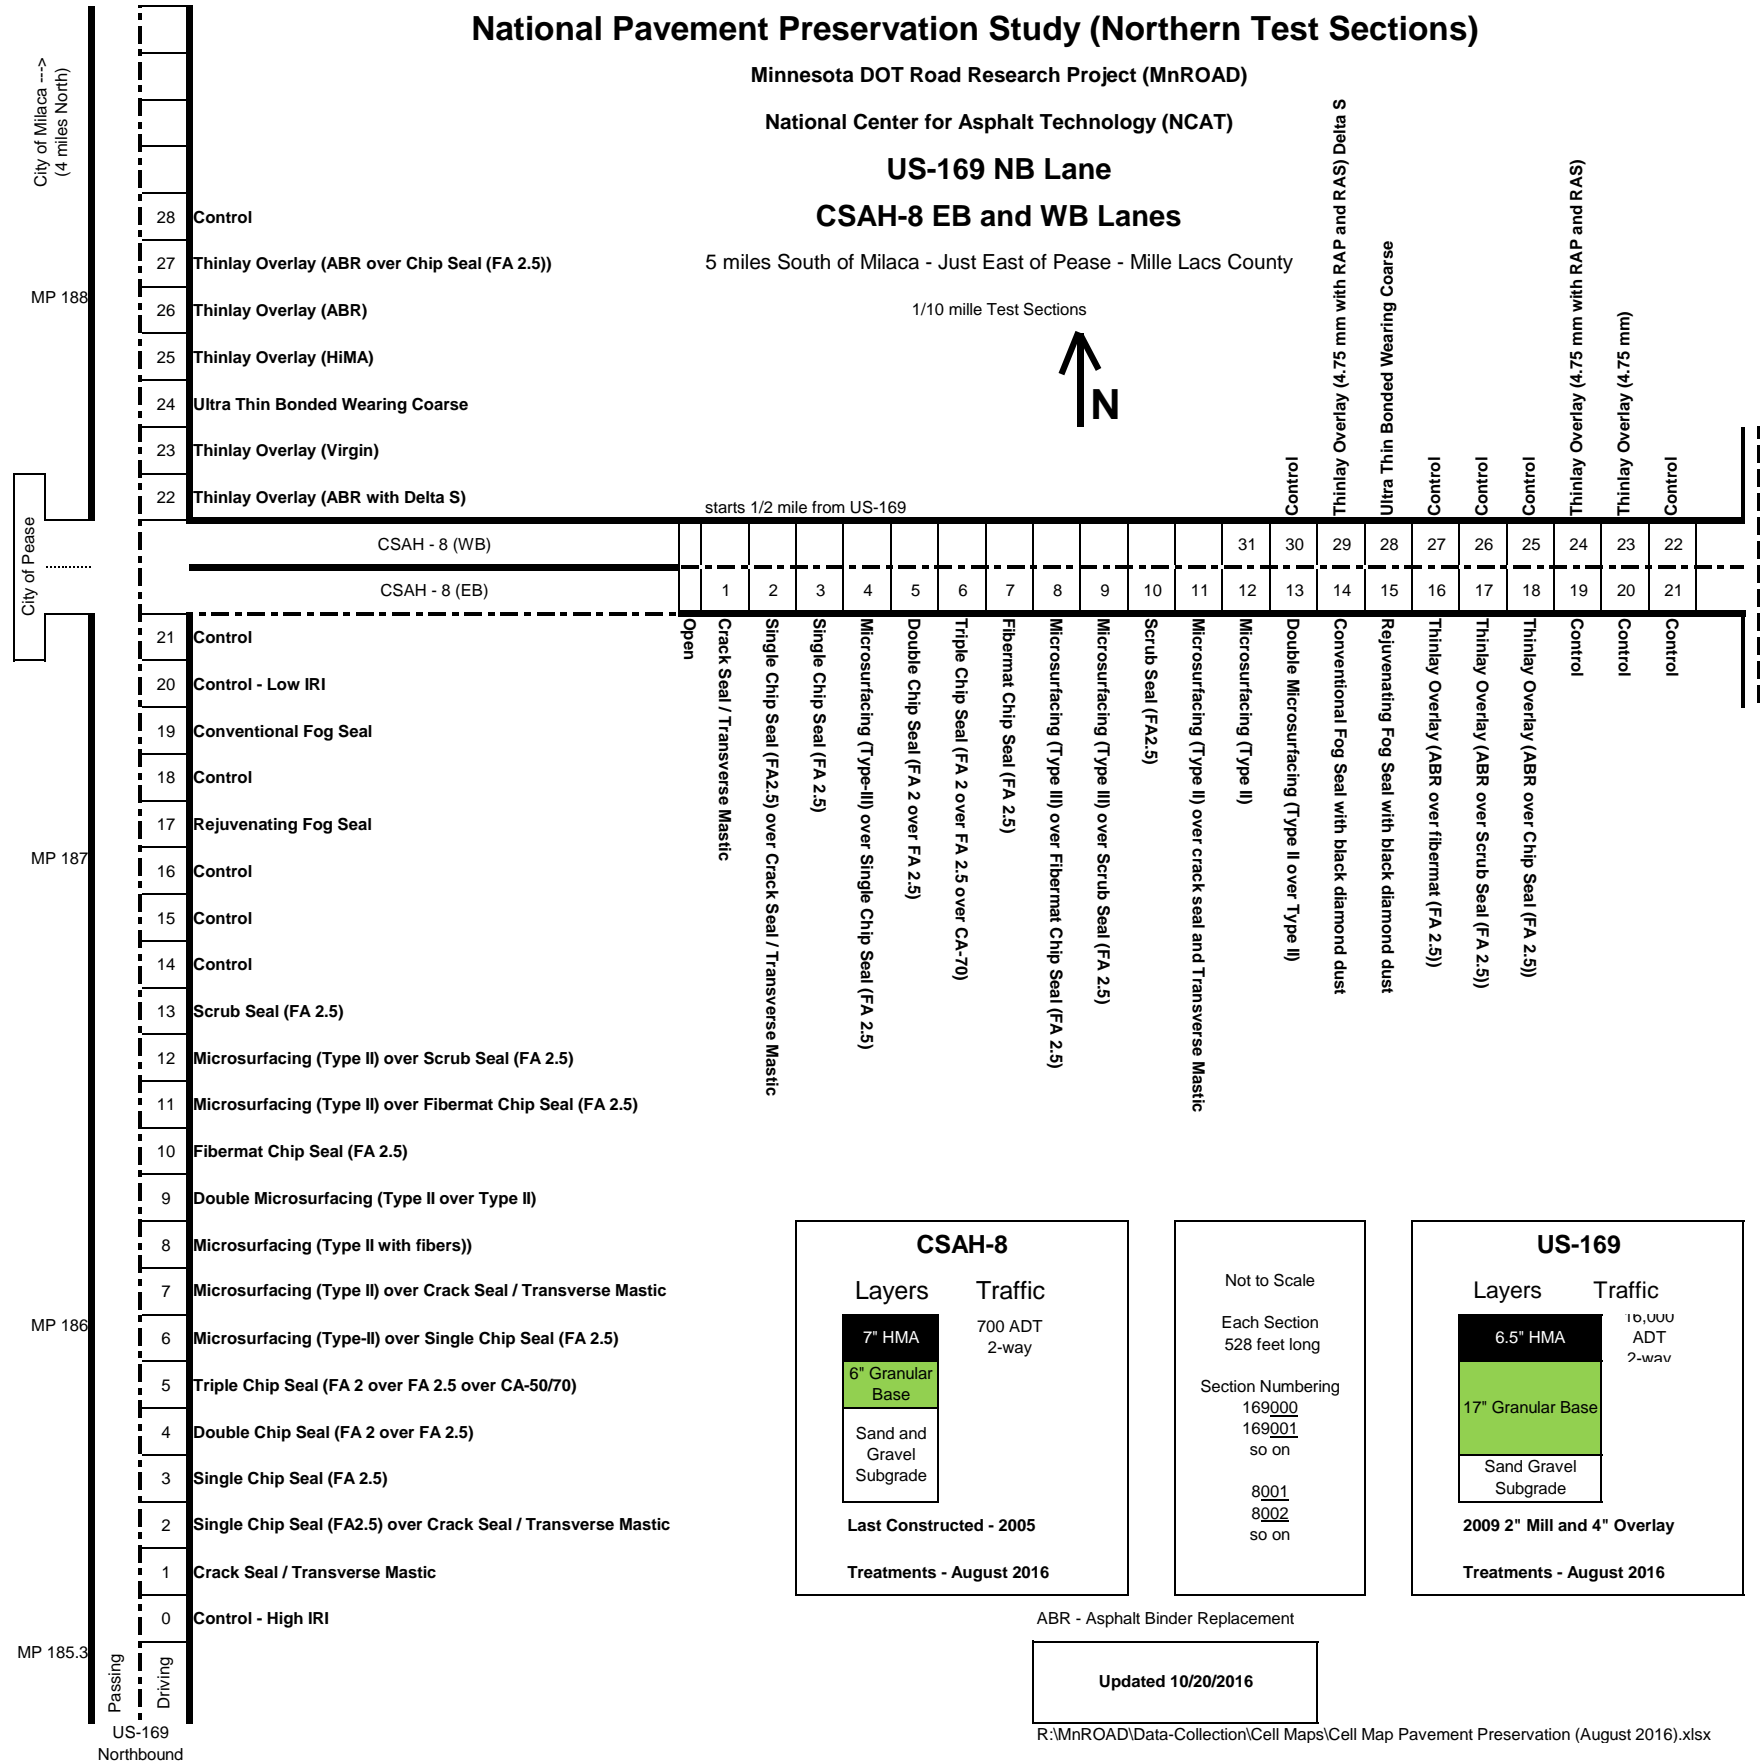 National Pavement Preservation Study (Northern Test Sections)
Minnesota DOT Road Research Project (MnROAD)
National Center for Asphalt Technology (NCAT)
US-169 NB Lane
CSAH-8 EB and WB Lanes
5 miles South of Milaca - Just East of Pease - Mille Lacs County
1/10 mille Test Sections
N
City of Milaca --->
(4 miles North)
28 Control
27 Thinlay Overlay (ABR over Chip Seal (FA 2.5))
MP 188
26 Thinlay Overlay (ABR)
25 Thinlay Overlay (HiMA)
24 Ultra Thin Bonded Wearing Coarse
23 Thinlay Overlay (Virgin)
22 Thinlay Overlay (ABR with Delta S)
starts 1/2 mile from US-169
Control
Thinlay Overlay (4.75 mm with RAP and RAS) Delta S
Ultra Thin Bonded Wearing Coarse
Control
Control
Control
Thinlay Overlay (4.75 mm with RAP and RAS)
Thinlay Overlay (4.75 mm)
Control
City of Pease
CSAH - 8 (WB)
31 30 29 28 27 26 25 24 23 22
CSAH - 8 (EB)
1 2 3 4 5 6 7 8 9 10 11 12 13 14 15 16 17 18 19 20 21
Open
Crack Seal / Transverse Mastic
Single Chip Seal (FA2.5) over Crack Seal / Transverse Mastic
Single Chip Seal (FA 2.5)
Microsurfacing (Type-III) over Single Chip Seal (FA 2.5)
Double Chip Seal (FA 2 over FA 2.5)
Triple Chip Seal (FA 2 over FA 2.5 over CA-70)
Fibermat Chip Seal (FA 2.5)
Microsurfacing (Type III) over Fibermat Chip Seal (FA 2.5)
Microsurfacing (Type III) over Scrub Seal (FA 2.5)
Scrub Seal (FA2.5)
Microsurfacing (Type II) over crack seal and Transverse Mastic
Microsurfacing (Type II)
Double Microsurfacing (Type II over Type II)
Conventional Fog Seal with black diamond dust
Rejuvenating Fog Seal with black diamond dust
Thinlay Overlay (ABR over fibermat (FA 2.5))
Thinlay Overlay (ABR over Scrub Seal (FA 2.5))
Thinlay Overlay (ABR over Chip Seal (FA 2.5))
Control
Control
Control
21 Control
20 Control - Low IRI
19 Conventional Fog Seal
18 Control
17 Rejuvenating Fog Seal
MP 187
16 Control
15 Control
14 Control
13 Scrub Seal (FA 2.5)
12 Microsurfacing (Type II) over Scrub Seal (FA 2.5)
11 Microsurfacing (Type II) over Fibermat Chip Seal (FA 2.5)
10 Fibermat Chip Seal (FA 2.5)
9 Double Microsurfacing (Type II over Type II)
8 Microsurfacing (Type II with fibers))
7 Microsurfacing (Type II) over Crack Seal / Transverse Mastic
MP 186
6 Microsurfacing (Type-II) over Single Chip Seal (FA 2.5)
5 Triple Chip Seal (FA 2 over FA 2.5 over CA-50/70)
4 Double Chip Seal (FA 2 over FA 2.5)
3 Single Chip Seal (FA 2.5)
2 Single Chip Seal (FA2.5) over Crack Seal / Transverse Mastic
1 Crack Seal / Transverse Mastic
0 Control - High IRI
MP 185.3
Passing
Driving
US-169
Northbound
CSAH-8
Layers Traffic
7" HMA
700 ADT
2-way
6" Granular
Base
Sand and
Gravel
Subgrade
Last Constructed - 2005
Treatments - August 2016
Not to Scale
Each Section
528 feet long
Section Numbering
169000
169001
so on
8001
8002
so on
US-169
Layers Traffic
6.5" HMA
16,000
ADT
2-way
17" Granular Base
Sand Gravel
Subgrade
2009 2" Mill and 4" Overlay
Treatments - August 2016
ABR - Asphalt Binder Replacement
Updated 10/20/2016
R:\MnROAD\Data-Collection\Cell Maps\Cell Map Pavement Preservation (August 2016).xlsx